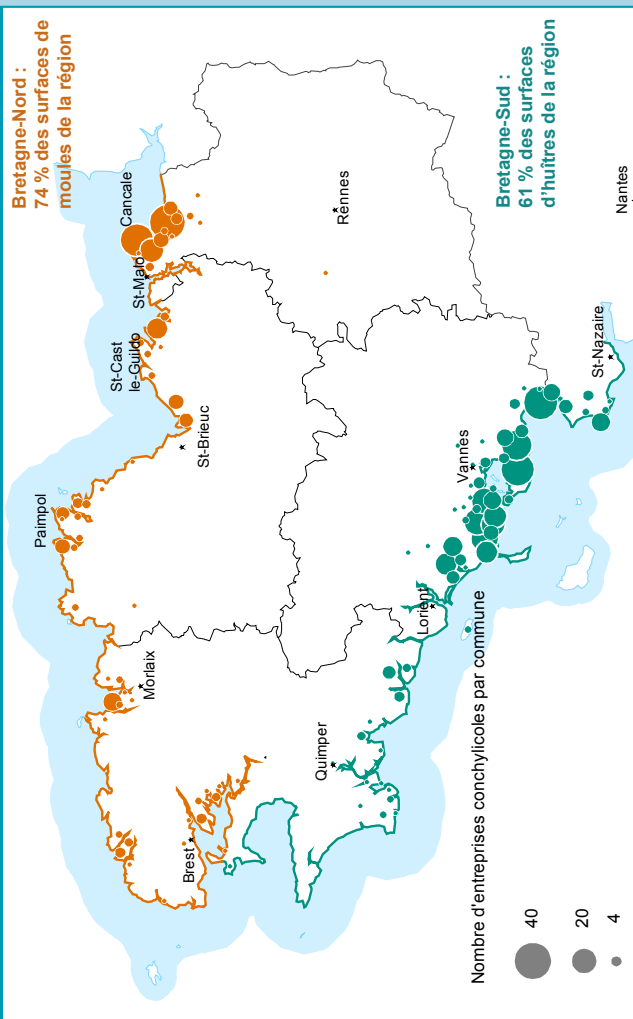 Bretagne-Nord :
74 % des surfaces de
moules de la région
Cancale
St-Malo
St-Cast
le-Guildo
St-Brieuc
Paimpol
Morlaix
Brest
Rennes
Bretagne-Sud :
61 % des surfaces
d'huîtres de la région
Nantes
St-Nazaire
Vannes
Lorient
Quimper
Nombre d'entreprises conchylicoles par commune
40
20
4